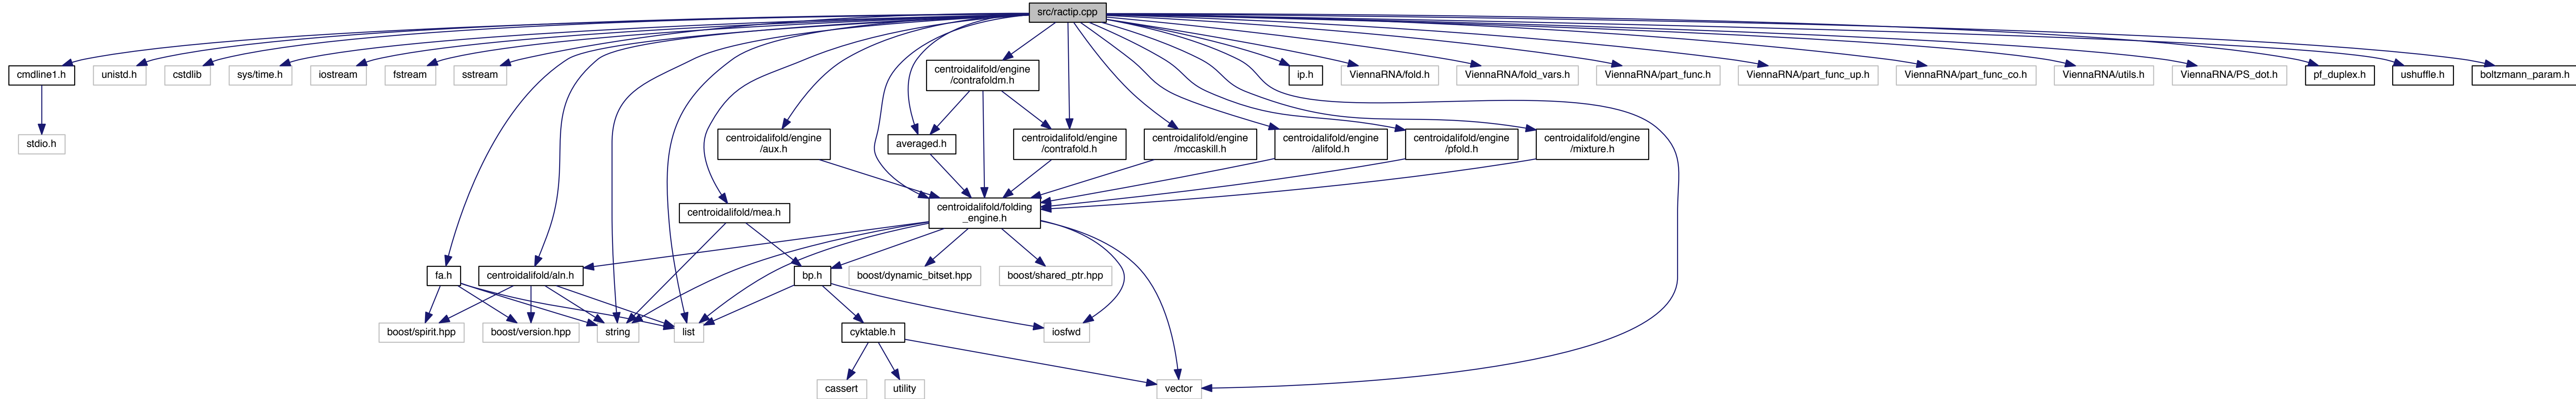 src/ractip.cpp
cmdline1.h
unistd.h
cstdlib
sys/time.h
iostream
fstream
sstream
centroidalifold/engine
/contrafoldm.h
ip.h
ViennaRNA/fold.h
ViennaRNA/fold_vars.h
ViennaRNA/part_func.h
ViennaRNA/part_func_up.h
ViennaRNA/part_func_co.h
ViennaRNA/utils.h
ViennaRNA/PS_dot.h
pf_duplex.h
ushuffle.h
boltzmann_param.h
stdio.h
centroidalifold/engine
/aux.h
averaged.h
centroidalifold/engine
/contrafold.h
centroidalifold/engine
/mccaskill.h
centroidalifold/engine
/alifold.h
centroidalifold/engine
/pfold.h
centroidalifold/engine
/mixture.h
centroidalifold/mea.h
centroidalifold/folding
_engine.h
fa.h
centroidalifold/aln.h
bp.h
boost/dynamic_bitset.hpp
boost/shared_ptr.hpp
boost/spirit.hpp
boost/version.hpp
string
list
cyktable.h
iosfwd
cassert
utility
vector